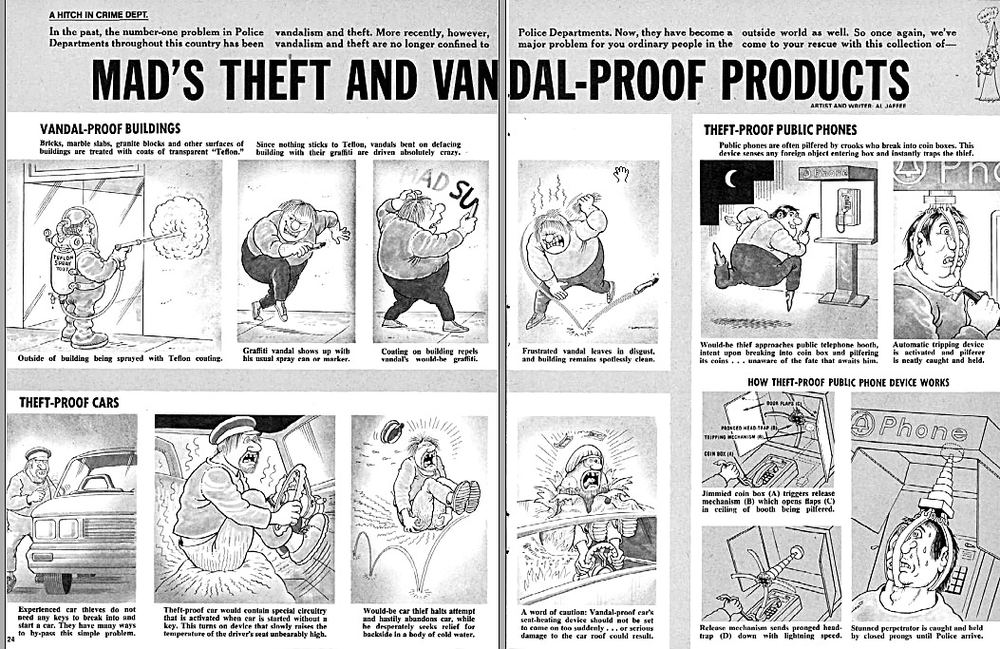 A HITCH IN CRIME DEPT.
In the past, the number-one problem in Police
Departments throughout this country has been
vandalism and theft. More recently, however,
vandalism and theft are no longer confined to
Police Departments. Now, they have become a
major problem for you ordinary people in the
outside world as well. So once again, we've
come to your rescue with this collection of—
MAD'S THEFT AND VANDAL-PROOF PRODUCTS
ARTIST AND WRITER: AL JAFFEE
VANDAL-PROOF BUILDINGS
Bricks, marble slabs, granite blocks and other surfaces of
buildings are treated with coats of transparent "Teflon."
Since nothing sticks to Teflon, vandals bent on defacing
building with their graffiti are driven absolutely crazy.
TEFLON
SPRAY
MAD SU
Outside of building being sprayed with Teflon coating.
Graffiti vandal shows up with
his usual spray can or marker.
Coating on building repels
vandal's would-be graffiti.
Frustrated vandal leaves in disgust,
and building remains spotlessly clean.
THEFT-PROOF PUBLIC PHONES
Public phones are often pilfered by crooks who break into coin boxes. This
device senses any foreign object entering box and instantly traps the thief.
Phone
Pho
Would-be thief approaches public telephone booth,
intent upon breaking into coin box and pilfering
its coins . . . unaware of the fate that awaits him.
Automatic tripping device
is activated and pilferer
is neatly caught and held.
HOW THEFT-PROOF PUBLIC PHONE DEVICE WORKS
DOOR FLAPS (C)
PRONGED HEAD-TRAP (D)
TRIPPING MECHANISM (B)
COIN BOX (A)
Jimmied coin box (A) triggers release
mechanism (B) which opens flaps (C)
in ceiling of booth being pilfered.
Release mechanism sends pronged head-
trap (D) down with lightning speed.
Phone
Stunned perpetrator is caught and held
by closed prongs until Police arrive.
THEFT-PROOF CARS
Experienced car thieves do not
need any keys to break into and
start a car. They have many ways
to by-pass this simple problem.
Theft-proof car would contain special circuitry
that is activated when car is started without a
key. This turns on device that slowly raises the
temperature of the driver's seat unbearably high.
Would-be car thief halts attempt
and hastily abandons car, while
he desperately seeks relief for
backside in a body of cold water.
A word of caution: Vandal-proof car's
seat-heating device should not be set
to come on too suddenly . . . or serious
damage to the car roof could result.
24